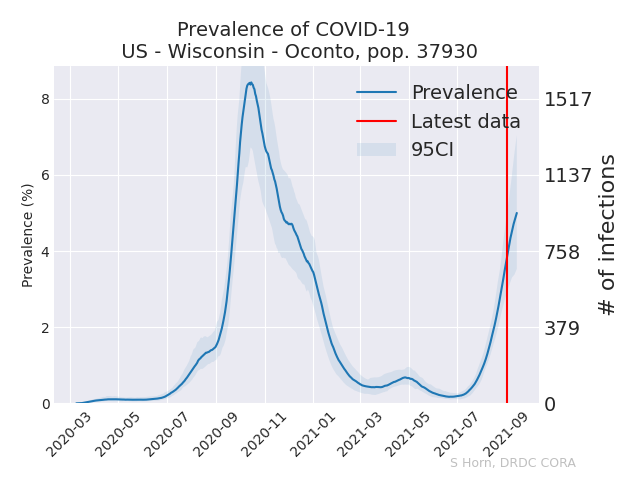 Prevalence of COVID-19
US - Wisconsin - Oconto, pop. 37930
Prevalence
Latest data
95CI
Prevalence (%)
8
6
4
2
0
1517
1137
758
379
0
# of infections
2020-03
2020-05
2020-07
2020-09
2020-11
2021-01
2021-03
2021-05
2021-07
2021-09
S Horn, DRDC CORA